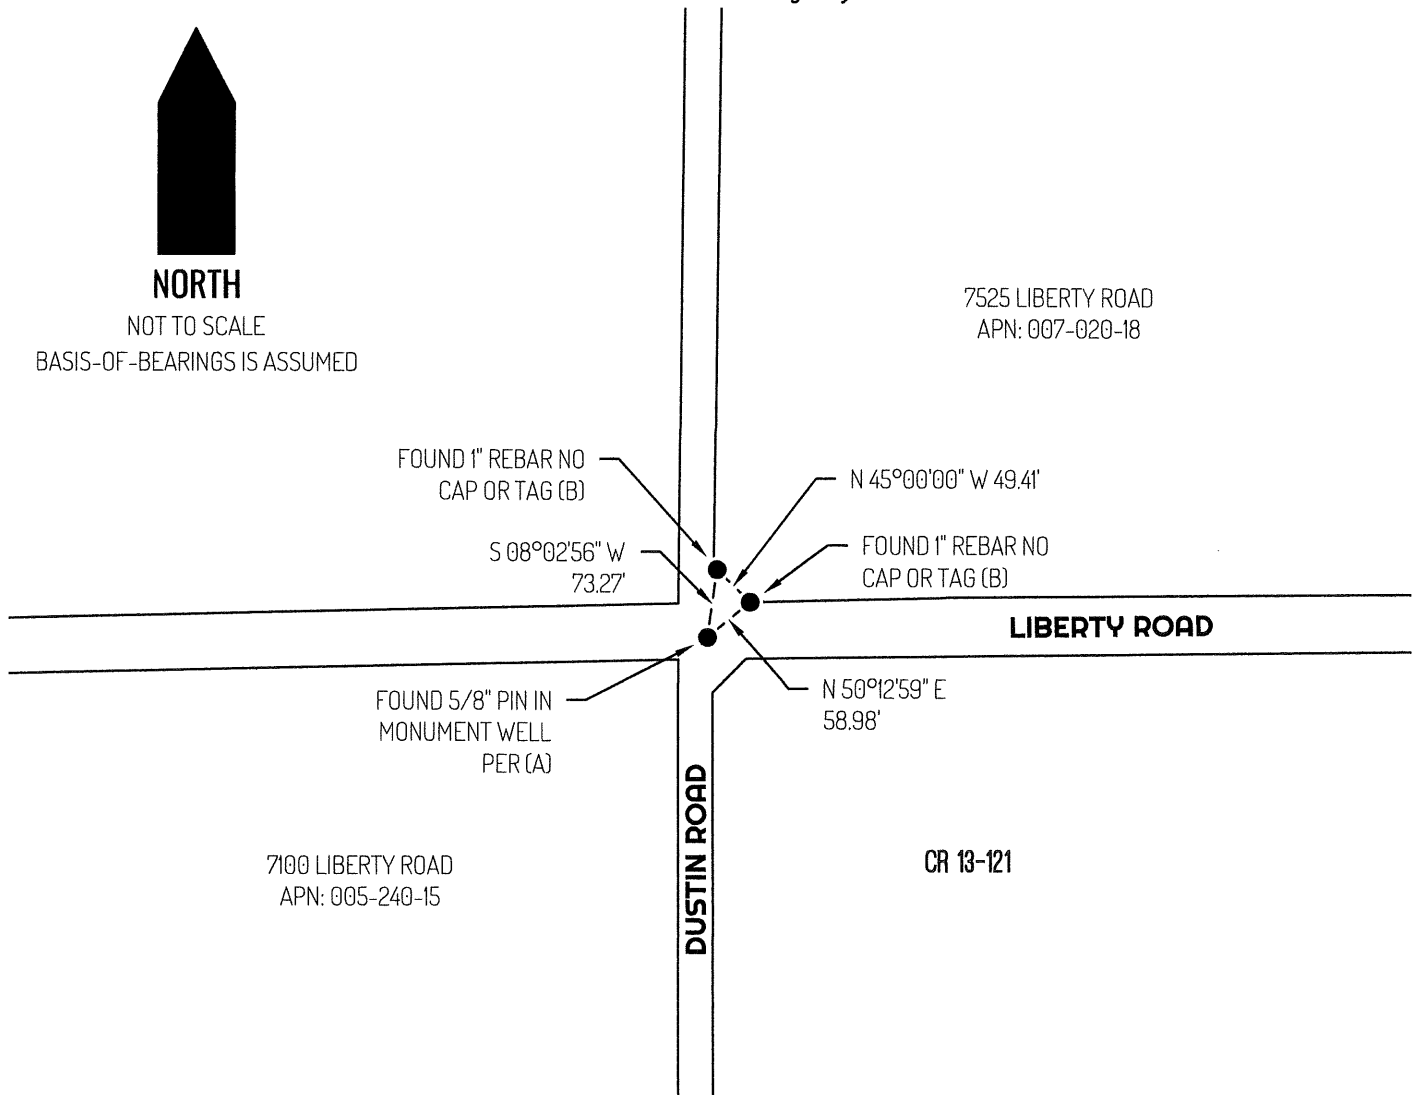 NORTH
NOT TO SCALE
BASIS-OF-BEARINGS IS ASSUMED
7525 LIBERTY ROAD
APN: 007-020-18
FOUND 1" REBAR NO
CAP OR TAG (B)
N 45°00'00" W 49.41'
S 08°02'56" W
73.27'
FOUND 1" REBAR NO
CAP OR TAG (B)
LIBERTY ROAD
FOUND 5/8" PIN IN
MONUMENT WELL
PER (A)
N 50°12'59" E
58.98'
DUSTIN ROAD
7100 LIBERTY ROAD
APN: 005-240-15
CR 13-121